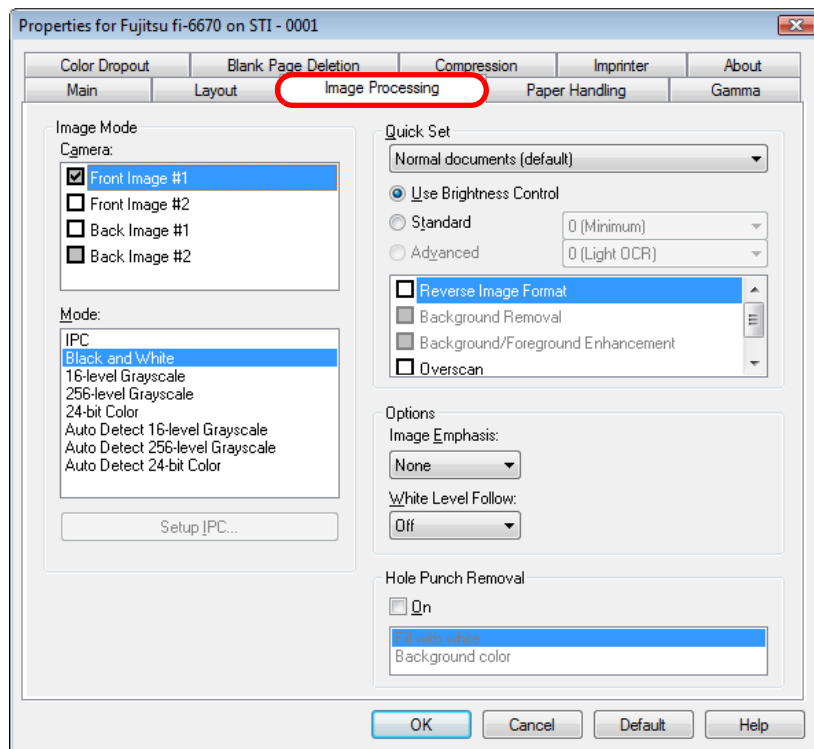 Properties for Fujitsu fi-6670 on STI - 0001
Color Dropout Blank Page Deletion Compression Imprinter About
Main Layout Image Processing Paper Handling Gamma
Image Mode
Camera:
Front Image #1
Front Image #2
Back Image #1
Back Image #2
Mode:
IPC
Black and White
16-level Grayscale
256-level Grayscale
24-bit Color
Auto Detect 16-level Grayscale
Auto Detect 256-level Grayscale
Auto Detect 24-bit Color
Setup IPC...
Quick Set
Normal documents (default)
Use Brightness Control
Standard 0 (Minimum)
Advanced 0 (Light OCR)
Reverse Image Format
Background Removal
Background/Foreground Enhancement
Overscan
Options
Image Emphasis:
None
White Level Follow:
Off
Hole Punch Removal
On
Fill with white
Background color
OK Cancel Default Help